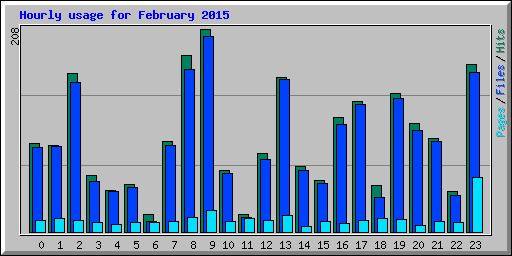 Hourly usage for February 2015
208
Pages / Files / Hits
0 1 2 3 4 5 6 7 8 9 10 11 12 13 14 15 16 17 18 19 20 21 22 23